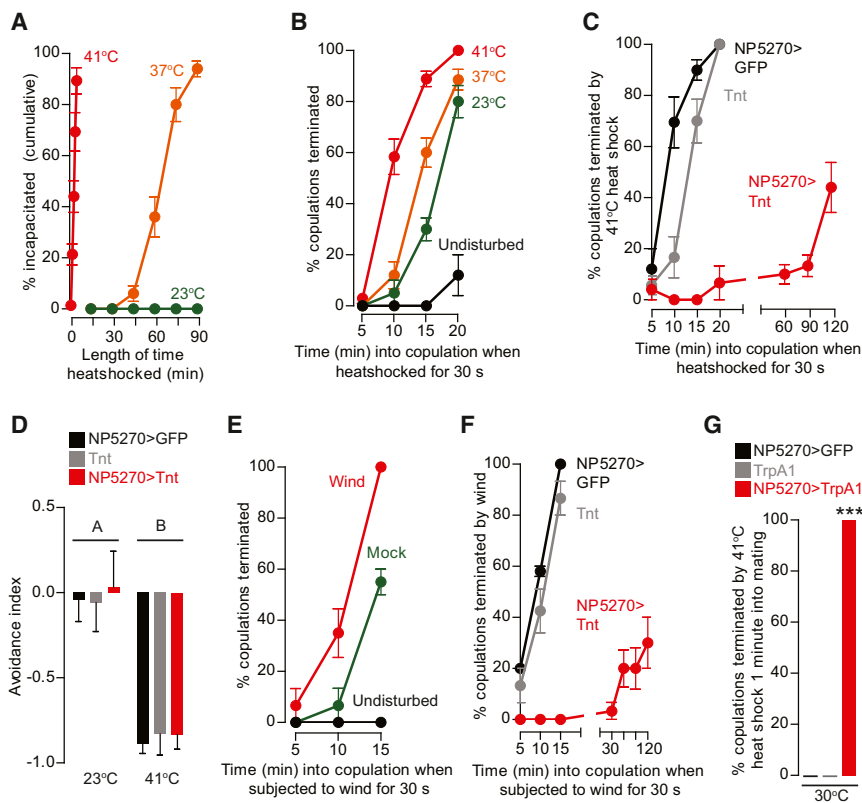 A
41°C
37°C
23°C
% incapacitated (cumulative)
100
80
60
40
20
0
0
30
60
90
Length of time
heatshocked (min)
B
41°C
37°C
23°C
Undisturbed
% copulations terminated
100
80
60
40
20
0
5
10
15
20
Time (min) into copulation when
heatshocked for 30 s
C
NP5270>
GFP
Tnt
NP5270>
Tnt
% copulations terminated by
41°C heat shock
100
80
60
40
20
0
5
10
15
20
60
90
120
Time (min) into copulation when
heatshocked for 30 s
D
NP5270>GFP
Tnt
NP5270>Tnt
A
B
Avoidance index
0.5
0.0
-0.5
-1.0
23°C
41°C
E
Wind
Mock
Undisturbed
% copulations terminated
100
80
60
40
20
0
5
10
15
Time (min) into copulation when
subjected to wind for 30 s
F
NP5270>
GFP
Tnt
NP5270>
Tnt
% copulations terminated by wind
100
80
60
40
20
0
5
10
15
30
120
Time (min) into copulation when
subjected to wind for 30 s
G
NP5270>GFP
TrpA1
NP5270>TrpA1
***
% copulations terminated by 41°C
heat shock 1 minute into mating
100
80
60
40
20
0
30°C